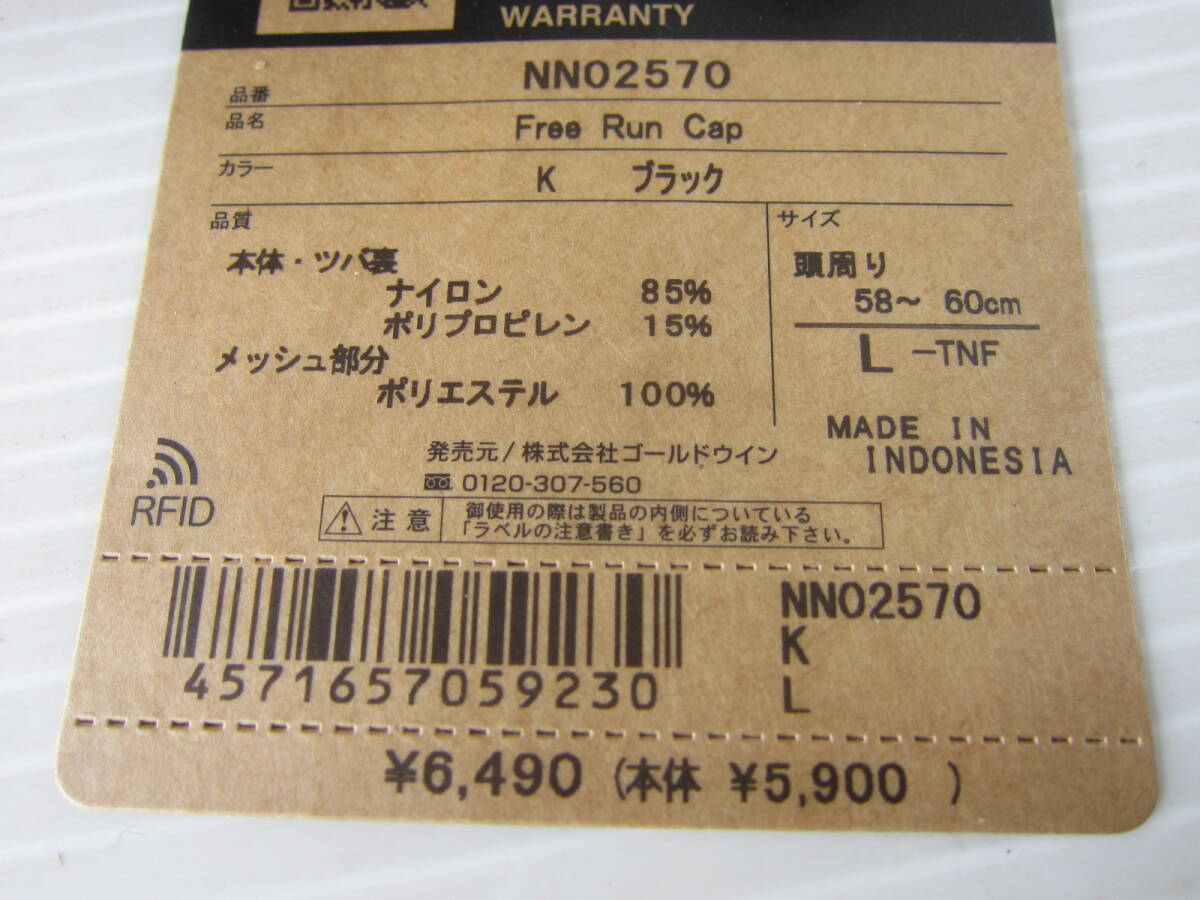 WARRANTY
品番 NN02570
品名 Free Run Cap
カラー K ブラック
品質
本体・ツバ裏
ナイロン 85%
ポリプロピレン 15%
メッシュ部分
ポリエステル 100%
サイズ
頭周り
58～ 60cm
L -TNF
MADE IN
INDONESIA
発売元/株式会社ゴールドウイン
0120-307-560
RFID
注意 御使用の際は製品の内側についている
「ラベルの注意書き」を必ずお読み下さい。
4571657059230
NN02570
K
L
¥6,490 (本体 ¥5,900 )